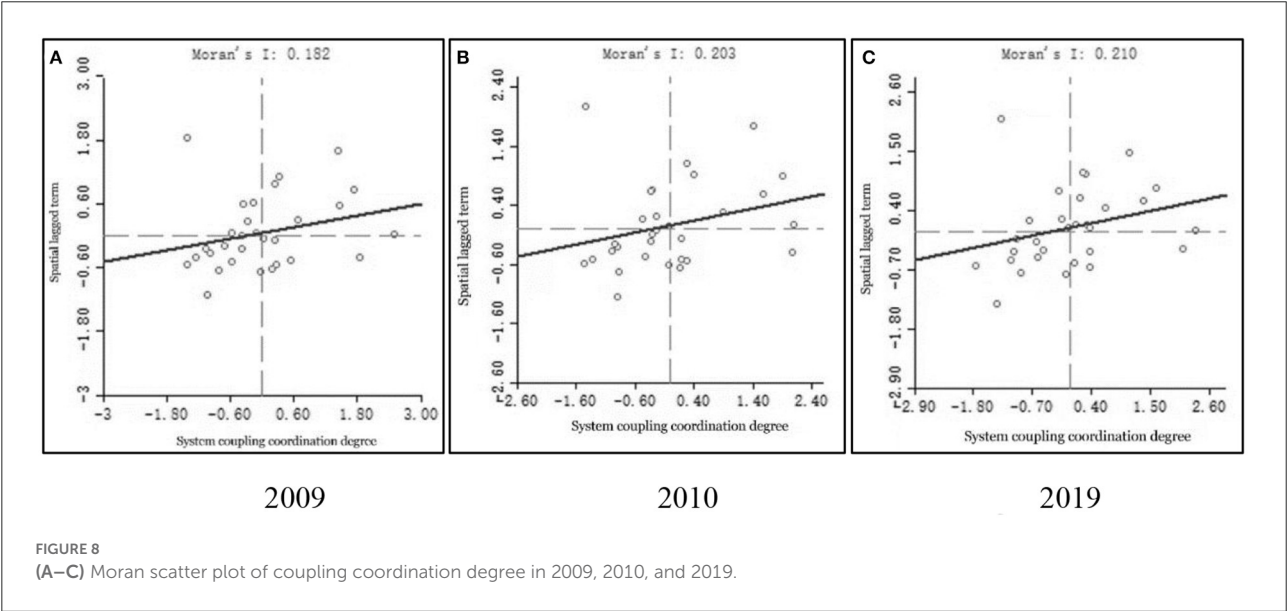 A
Moran's I: 0.182
3.00
1.80
0.60
-0.60
-1.80
-3
Spatial lagged term
-3 -1.80 -0.60 0.60 1.80 3.00
System coupling coordination degree
B
Moran's I: 0.203
2.40
1.40
0.40
-0.60
-1.60
-2.60
Spatial lagged term
-2.60 -1.60 -0.60 0.40 1.40 2.40
System coupling coordination degree
C
Moran's I: 0.210
2.60
1.50
0.40
-0.70
-1.80
-2.90
Spatial lagged term
-2.90 -1.80 -0.70 0.40 1.50 2.60
System coupling coordination degree
2009 2010 2019
FIGURE 8
(A–C) Moran scatter plot of coupling coordination degree in 2009, 2010, and 2019.